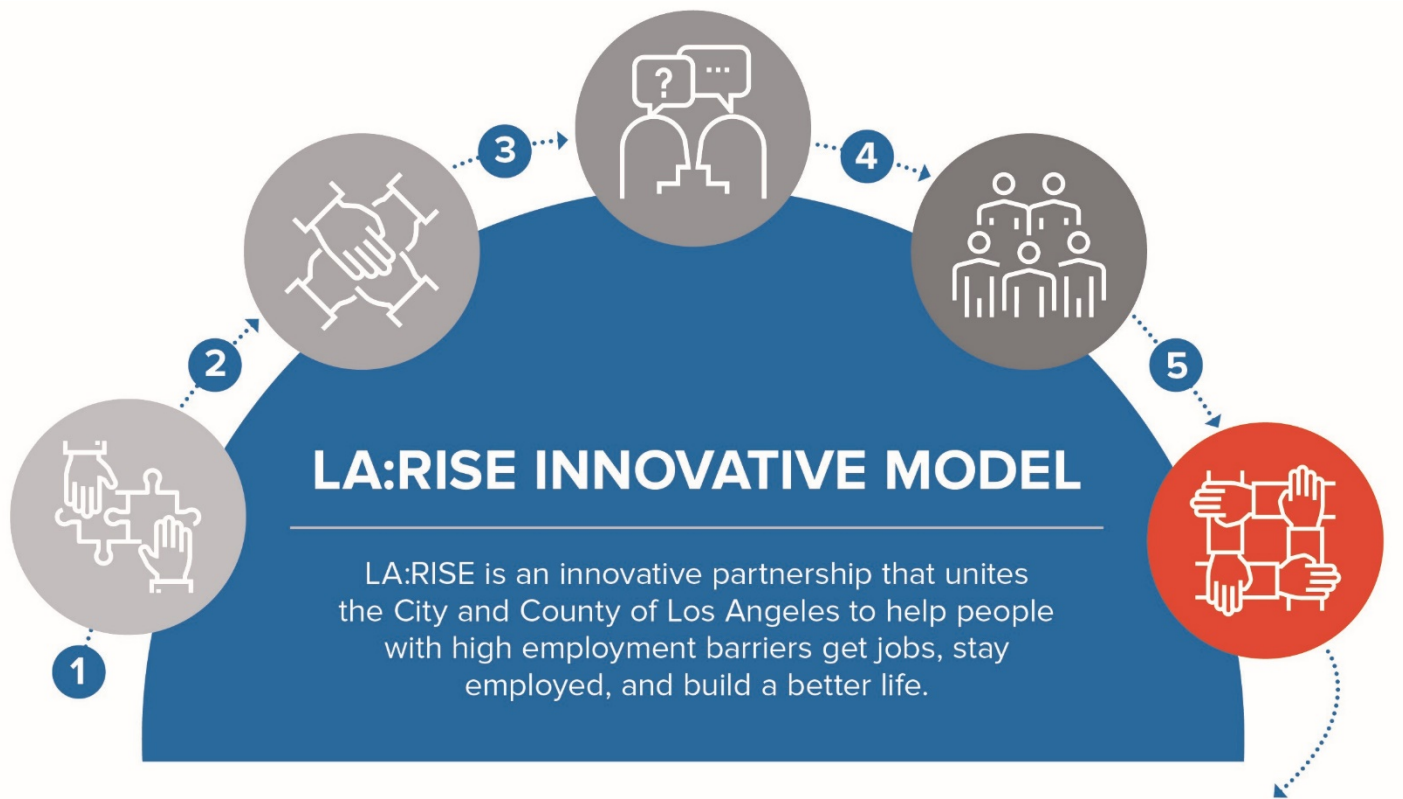 ?
...
3
4
2
5
LA:RISE INNOVATIVE MODEL
LA:RISE is an innovative partnership that unites
the City and County of Los Angeles to help people
with high employment barriers get jobs, stay
employed, and build a better life.
1